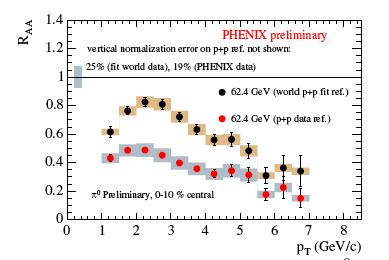 R_AA
1.4
PHENIX preliminary
1.2
vertical normalization error on p+p ref. not shown:
25% (fit world data), 19% (PHENIX data)
1
62.4 GeV (world p+p fit ref.)
0.8
62.4 GeV (p+p data ref.)
0.6
0.4
0.2
π⁰ Preliminary, 0-10 % central
0
0 1 2 3 4 5 6 7 8
p_T (GeV/c)